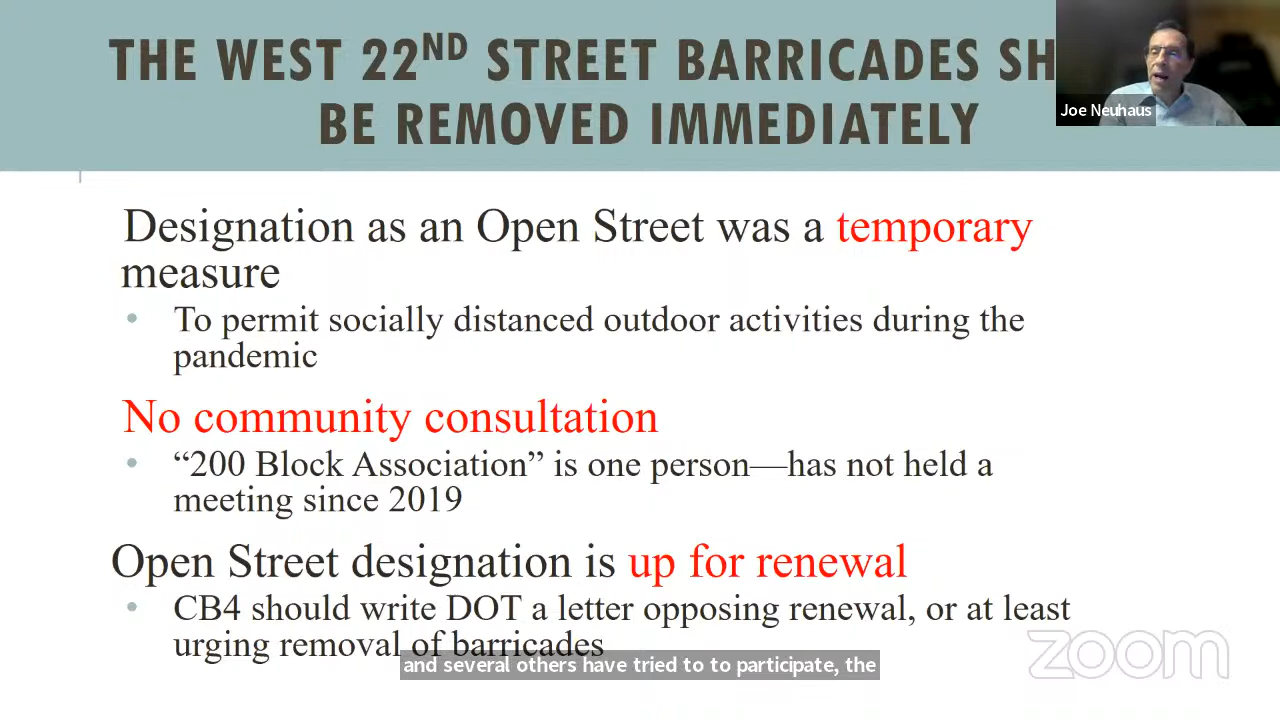 THE WEST 22ND STREET BARRICADES SH
BE REMOVED IMMEDIATELY
Joe Neuhaus
Designation as an Open Street was a temporary
measure
• To permit socially distanced outdoor activities during the
pandemic
No community consultation
• “200 Block Association” is one person—has not held a
meeting since 2019
Open Street designation is up for renewal
• CB4 should write DOT a letter opposing renewal, or at least
urging removal of barricades
and several others have tried to to participate, the
zoom